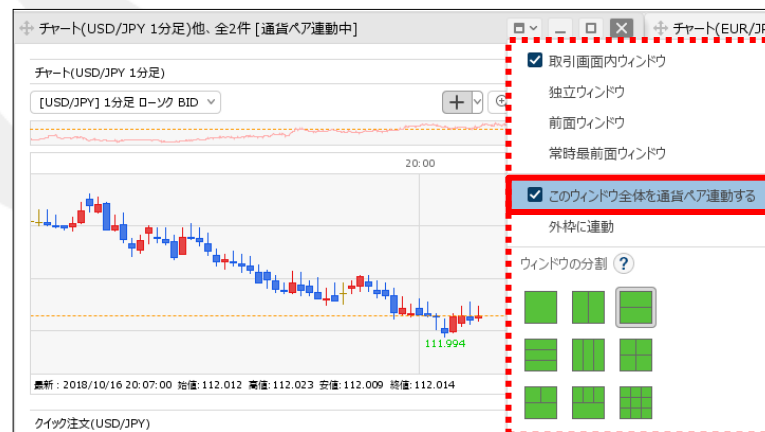 チャート(USD/JPY 1分足)他、全2件 [通貨ペア連動中]
チャート(EUR/JP
チャート(USD/JPY 1分足)
[USD/JPY] 1分足 ローソク BID
20:00
111.994
最新 : 2018/10/16 20:07:00 始値:112.012 高値:112.023 安値:112.009 終値:112.014
クイック注文(USD/JPY)
取引画面内ウィンドウ
独立ウィンドウ
前面ウィンドウ
常時最前面ウィンドウ
このウィンドウ全体を通貨ペア連動する
外枠に連動
ウィンドウの分割 ?